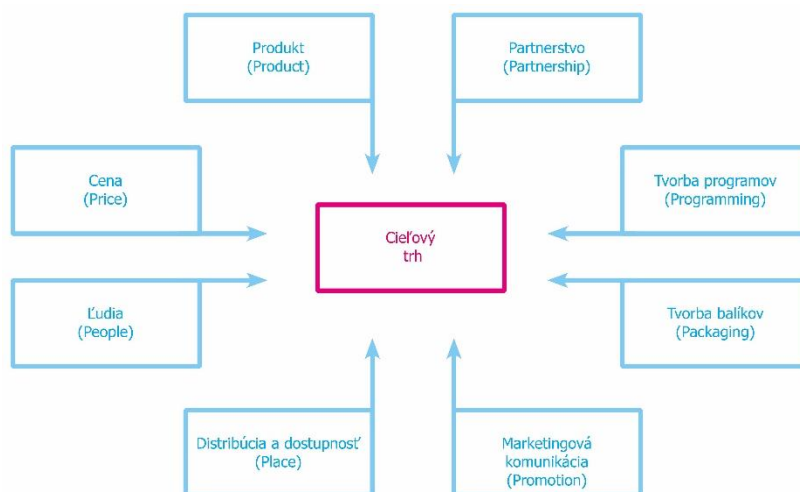 Produkt
(Product)
Partnerstvo
(Partnership)
Cena
(Price)
Tvorba programov
(Programming)
Cieľový
trh
Ľudia
(People)
Tvorba balíkov
(Packaging)
Distribúcia a dostupnosť
(Place)
Marketingová
komunikácia
(Promotion)